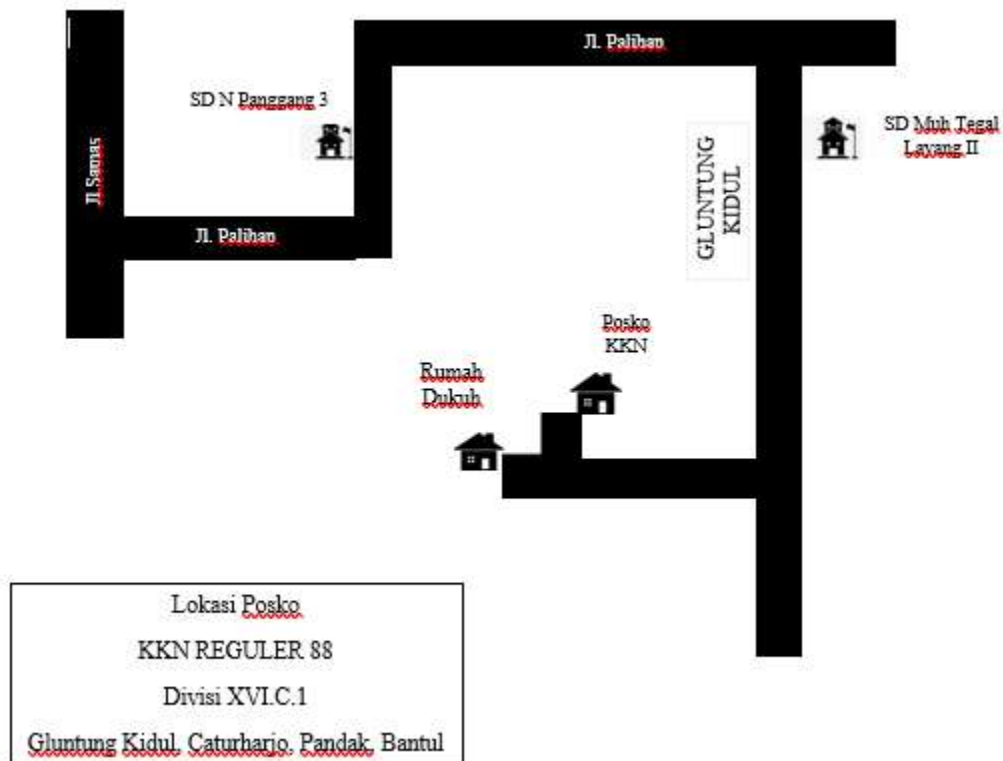 Jl. Palihan
SD N Panggang 3
SD Muh Tegal
Layang II
Jl.Samas
GLUNTUNG
KIDUL
Jl. Palihan
Posko
KKN
Rumah
Dukuh
Lokasi Posko
KKN REGULER 88
Divisi XVI.C.1
Gluntung Kidul, Caturharjo, Pandak, Bantul